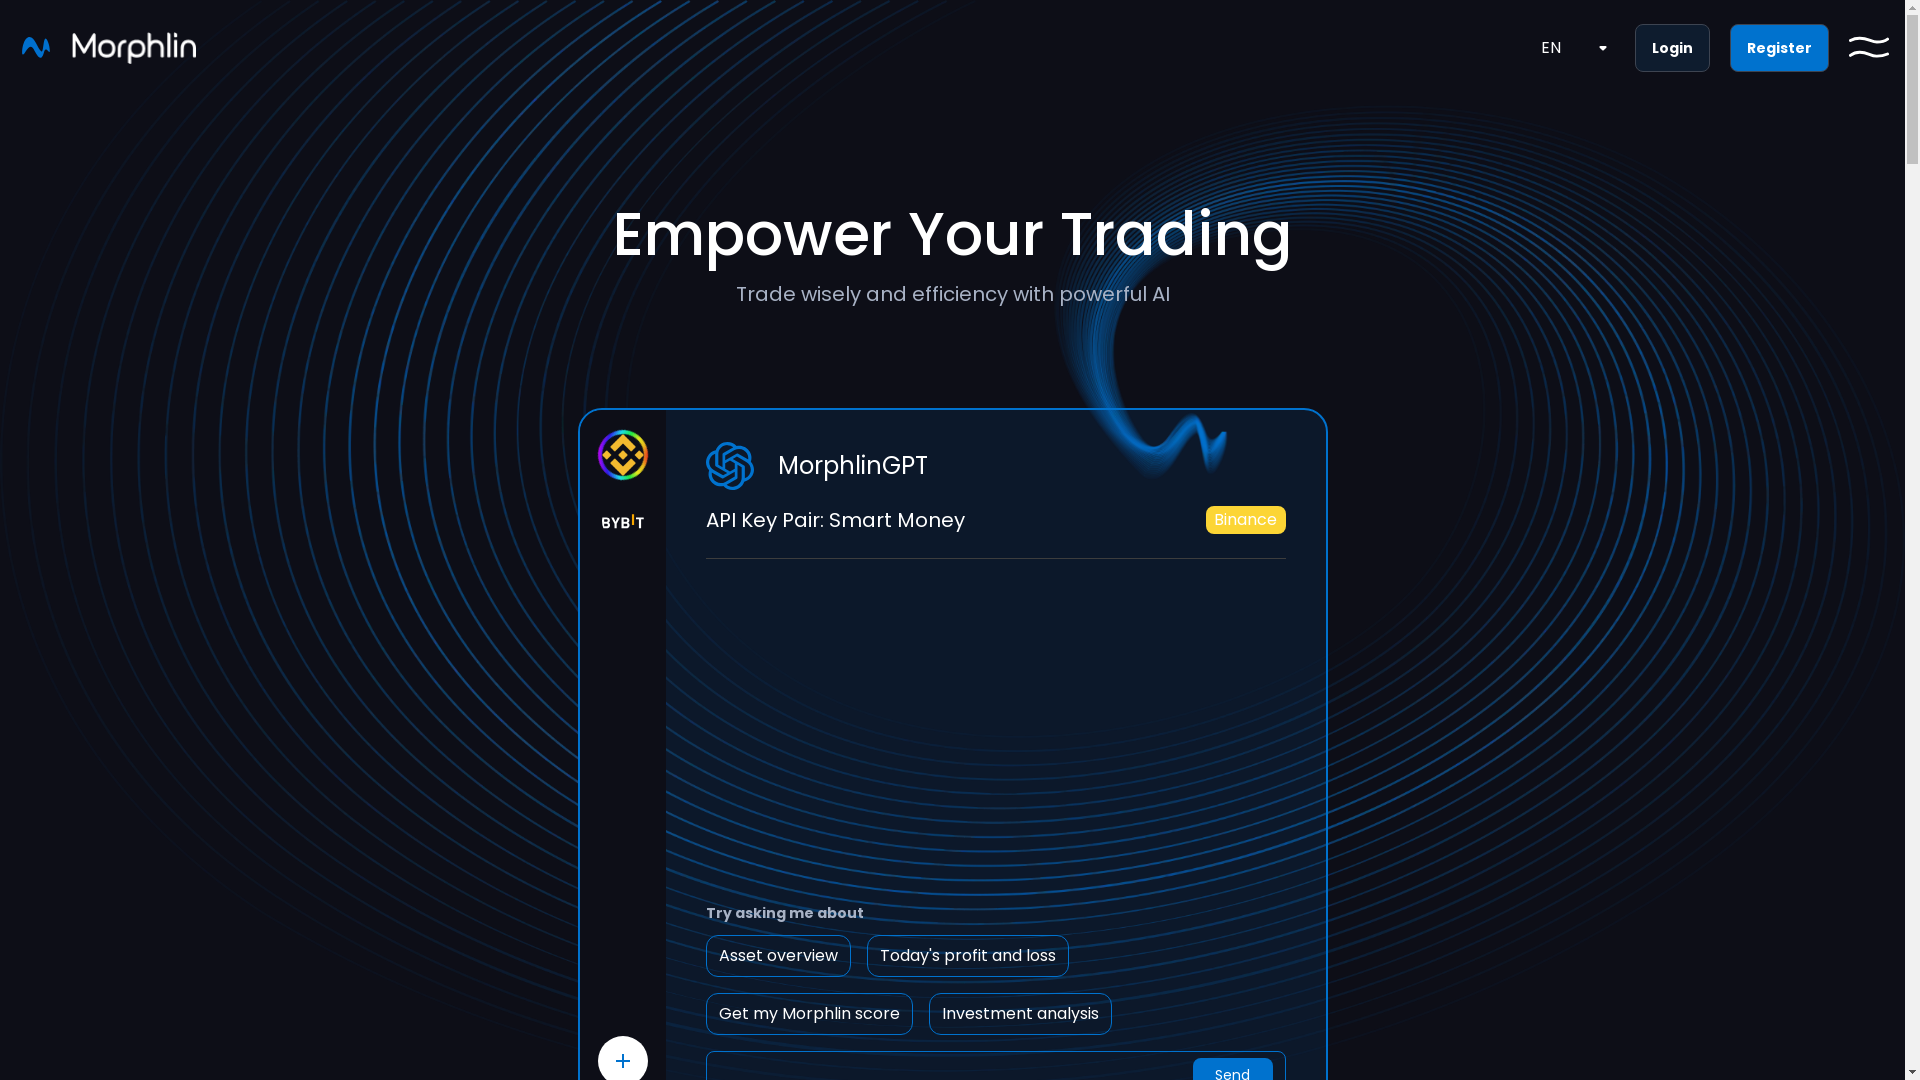 Morphlin
EN
Login
Register
Empower Your Trading
Trade wisely and efficiency with powerful AI
MorphlinGPT
BYBIT
API Key Pair: Smart Money
Binance
Try asking me about
Asset overview
Today's profit and loss
Get my Morphlin score
Investment analysis
Send